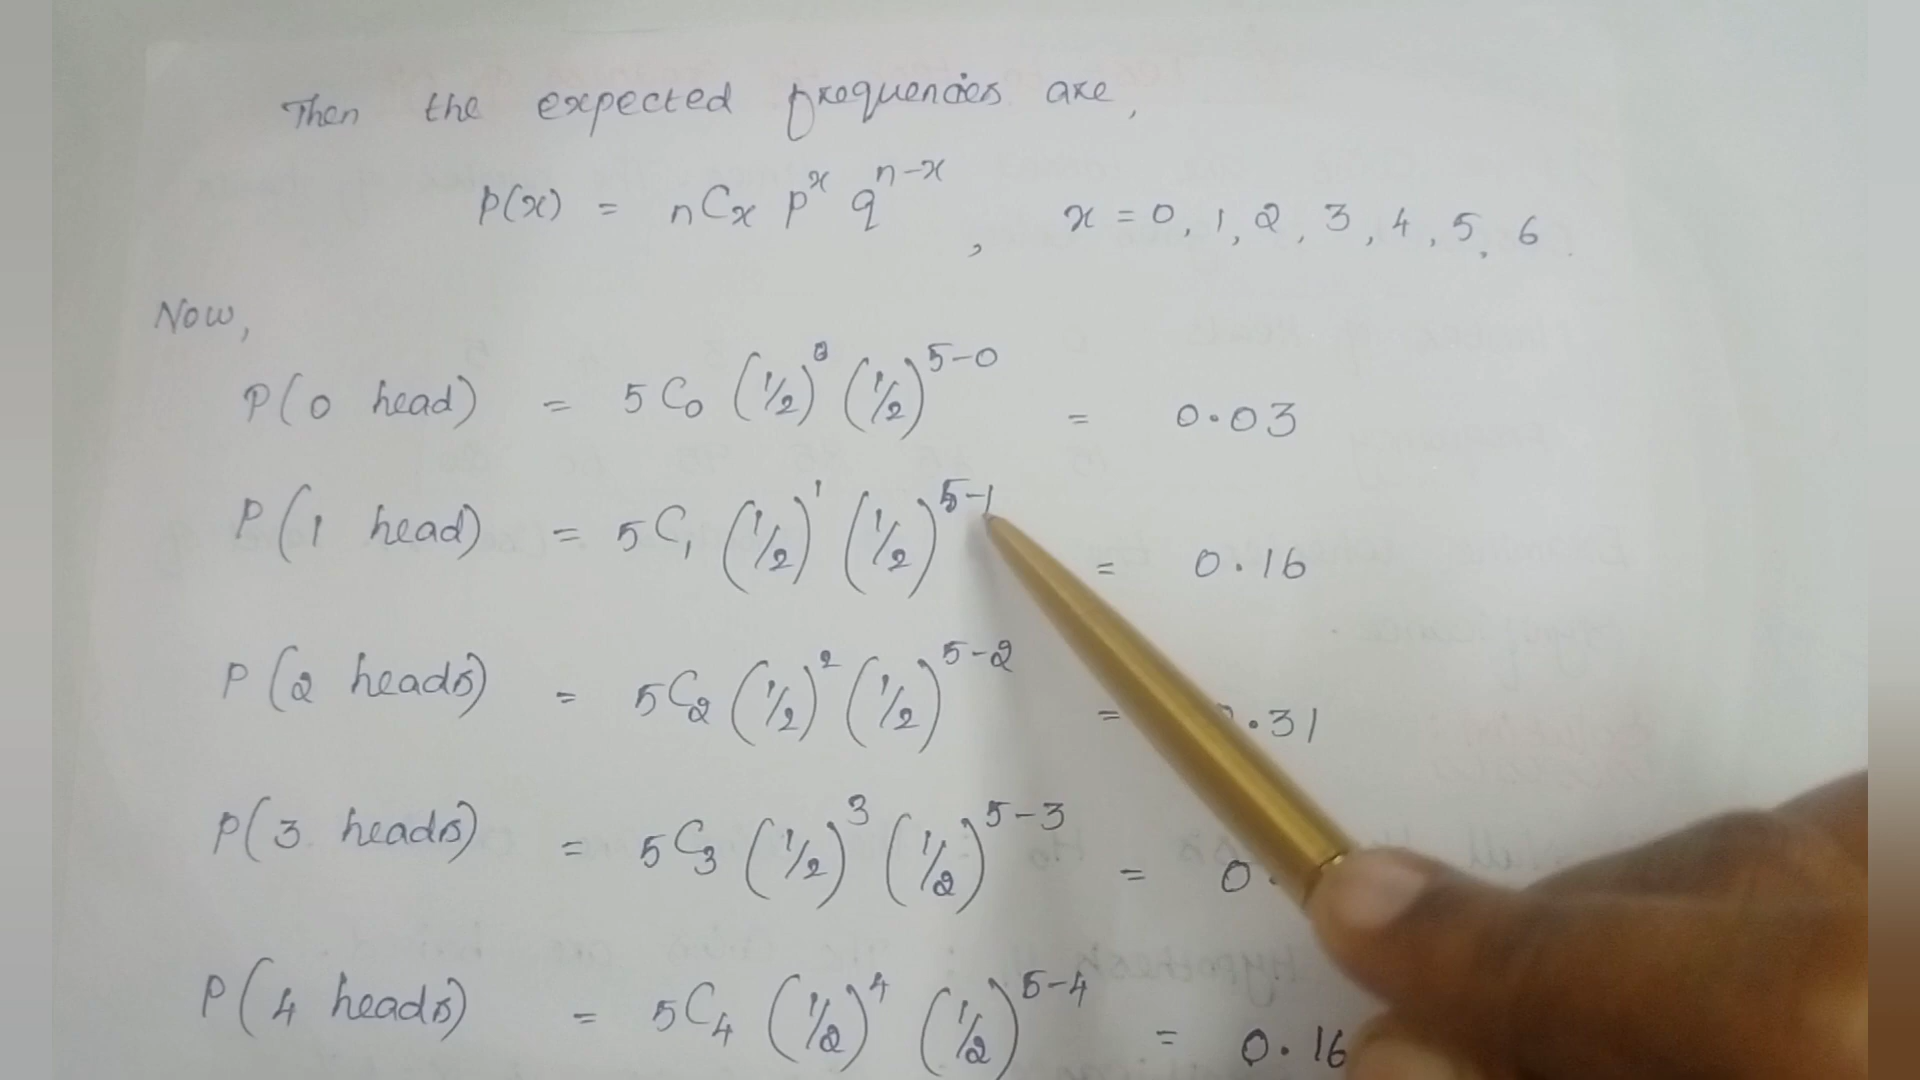 Then the expected frequencies are,
P(x) = nCx p^x q^n-x , x = 0, 1, 2, 3, 4, 5, 6
Now,
P(0 head) = 5C0 (1/2)^0 (1/2)^5-0 = 0.03
P(1 head) = 5C1 (1/2)^1 (1/2)^5-1 = 0.16
P(2 heads) = 5C2 (1/2)^2 (1/2)^5-2 = .31
P(3 heads) = 5C3 (1/2)^3 (1/2)^5-3 = 0.
P(4 heads) = 5C4 (1/2)^4 (1/2)^5-4 = 0.16